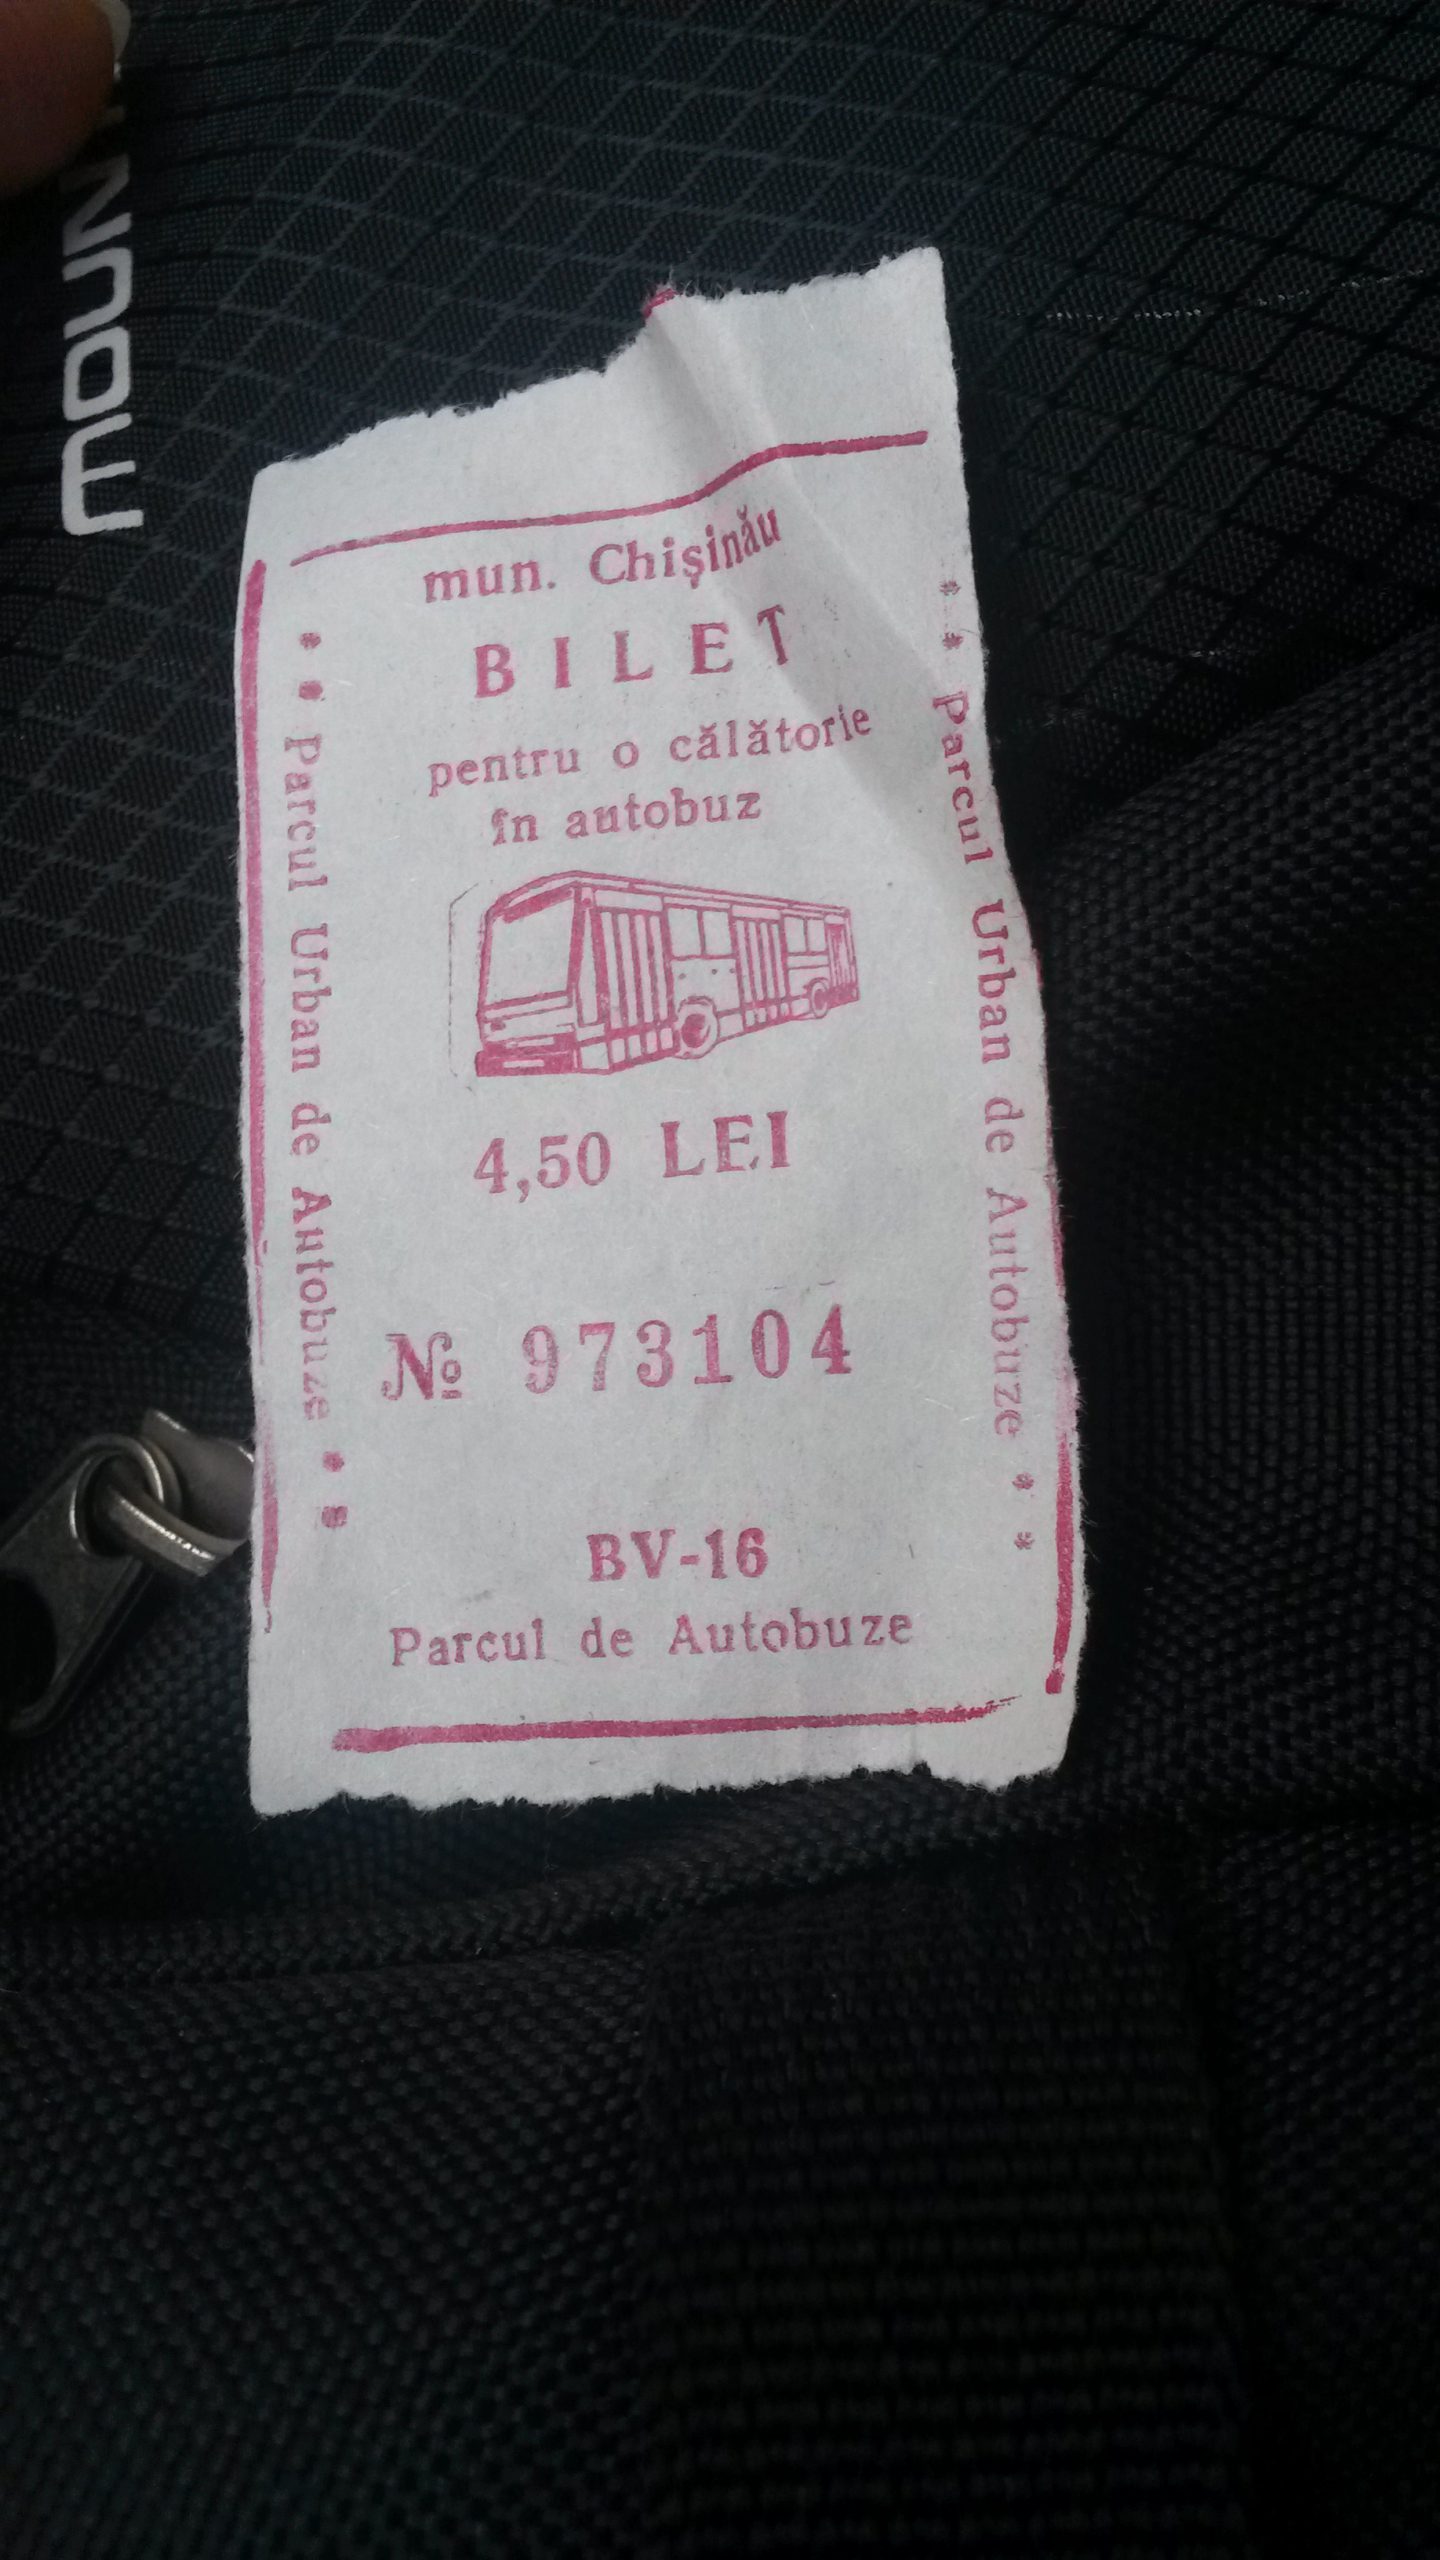 MOUN
mun. Chişinău
BILET
pentru o călătorie
în autobuz
4,50 LEI
№ 973104
BV-16
Parcul de Autobuze
* * Parcul Urban de Autobuze * *
* * Parcul Urban de Autobuze * *